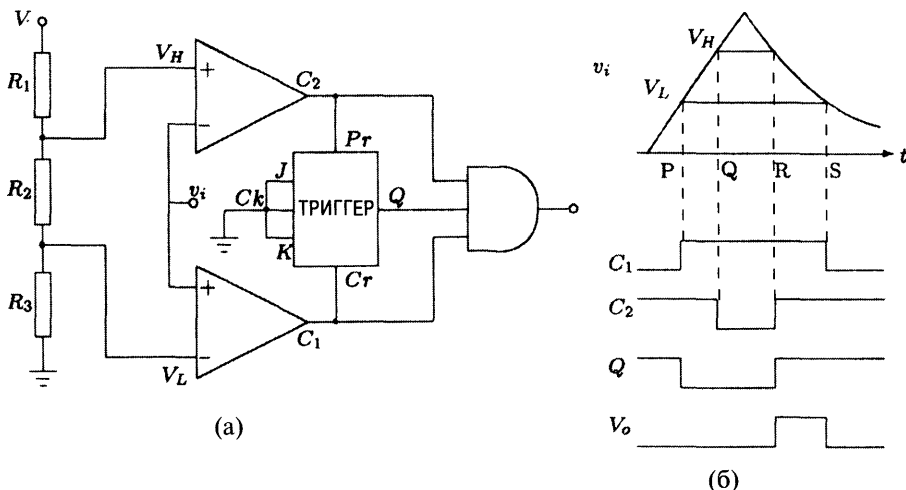 V
R1
R2
R3
VH
VL
+
−
+
−
C2
C1
vi
Pr
J
Ck
K
ТРИГГЕР
Q
Cr
(а)
vi
VH
VL
t
P Q R S
C1
C2
Q
Vo
(б)